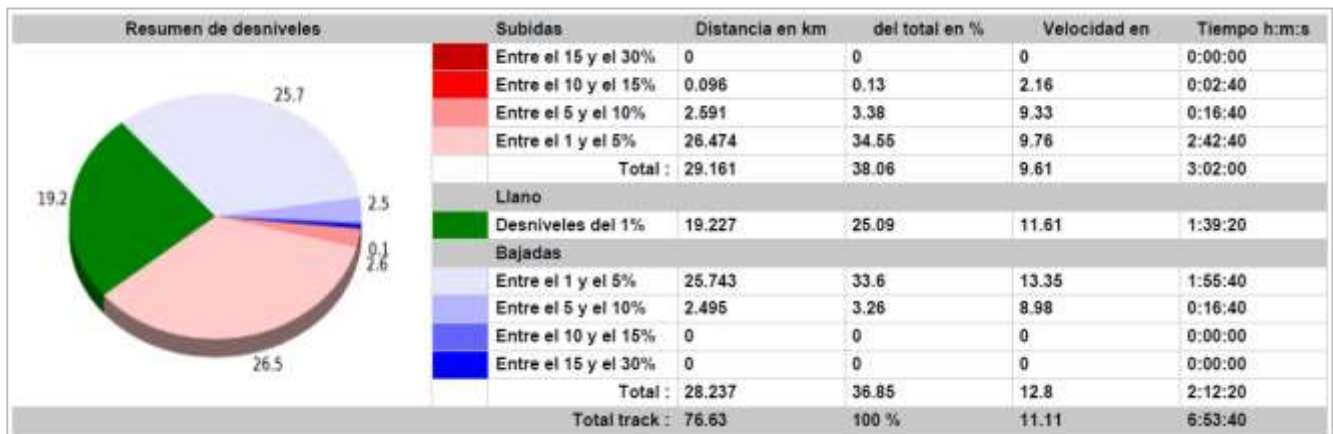 Resumen de desniveles
25.7
19.2
2.5
0.1
2.6
26.5
Subidas Distancia en km del total en % Velocidad en Tiempo h:m:s
Entre el 15 y el 30% 0 0 0 0:00:00
Entre el 10 y el 15% 0.096 0.13 2.16 0:02:40
Entre el 5 y el 10% 2.591 3.38 9.33 0:16:40
Entre el 1 y el 5% 26.474 34.55 9.76 2:42:40
Total : 29.161 38.06 9.61 3:02:00
Llano
Desniveles del 1% 19.227 25.09 11.61 1:39:20
Bajadas
Entre el 1 y el 5% 25.743 33.6 13.35 1:55:40
Entre el 5 y el 10% 2.495 3.26 8.98 0:16:40
Entre el 10 y el 15% 0 0 0 0:00:00
Entre el 15 y el 30% 0 0 0 0:00:00
Total : 28.237 36.85 12.8 2:12:20
Total track : 76.63 100 % 11.11 6:53:40